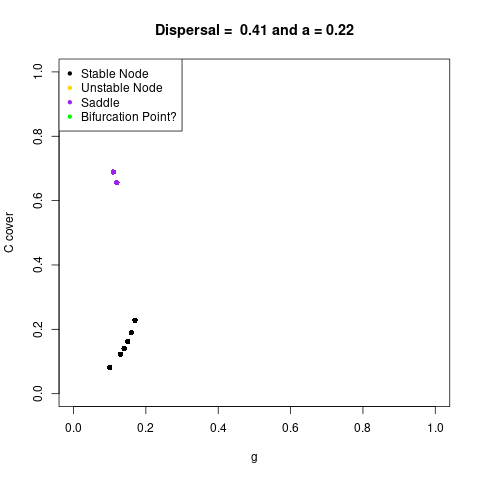 Dispersal =  0.41 and a = 0.22
Stable Node
Unstable Node
Saddle
Bifurcation Point?
C cover
1.0
0.8
0.6
0.4
0.2
0.0
0.0 0.2 0.4 0.6 0.8 1.0
g